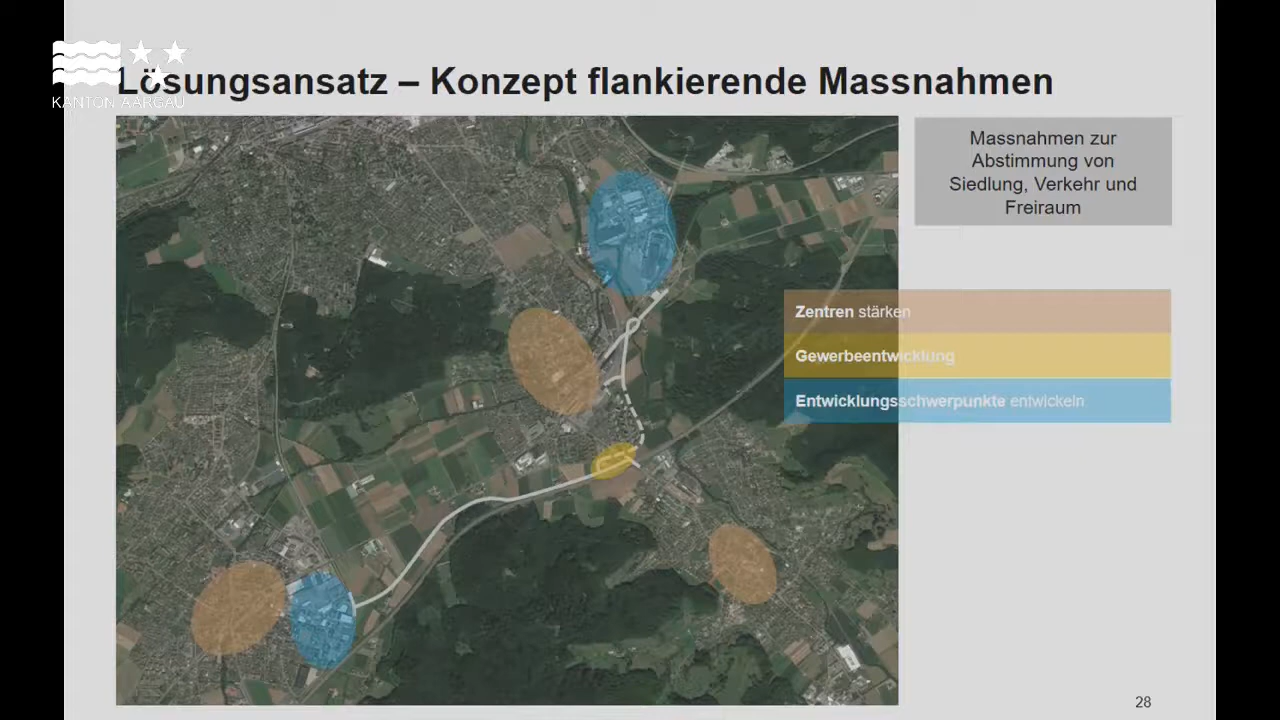 Lösungsansatz – Konzept flankierende Massnahmen
KANTON AARGAU
Massnahmen zur
Abstimmung von
Siedlung, Verkehr und
Freiraum
Zentren stärken
Gewerbeentwicklung
Entwicklungsschwerpunkte entwickeln
28